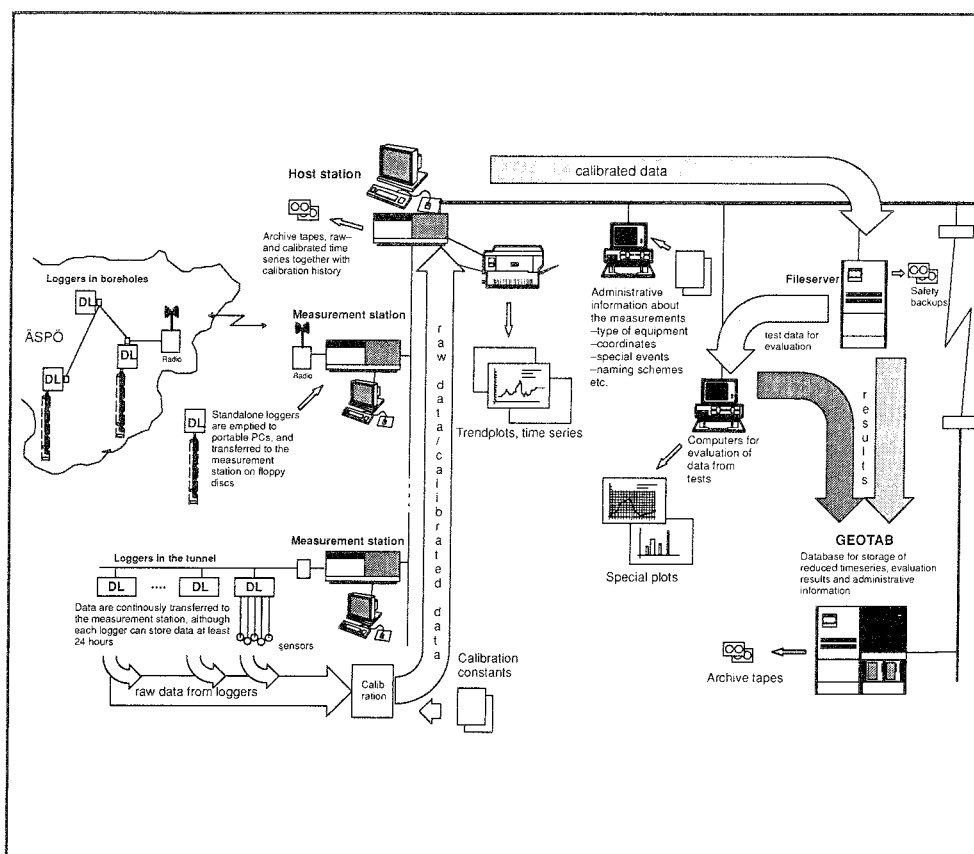 calibrated data
Host station
Archive tapes, raw–
and calibrated time
series together with
calibration history
Fileserver
Safety
backups
Loggers in boreholes
DL
ÄSPÖ
DL
DL
Radio
Measurement station
Radio
Administrative
information about
the measurements
–type of equipment
–coordinates
–special events
–naming schemes
etc.
test data for
evaluation
DL
Standalone loggers
are emptied to
portable PCs, and
transferred to the
measurement
station on floppy
discs
raw data/calibrated data
Trendplots, time series
Computers for
evaluation of
data from
tests
results
Special plots
GEOTAB
Database for storage of
reduced timeseries, evaluation
results and administrative
information
Measurement station
Loggers in the tunnel
DL
....
DL
DL
Data are continously transferred to
the measurement station, although
each logger can store data at least
24 hours
sensors
raw data from loggers
Calib
ration
Calibration
constants
Archive tapes